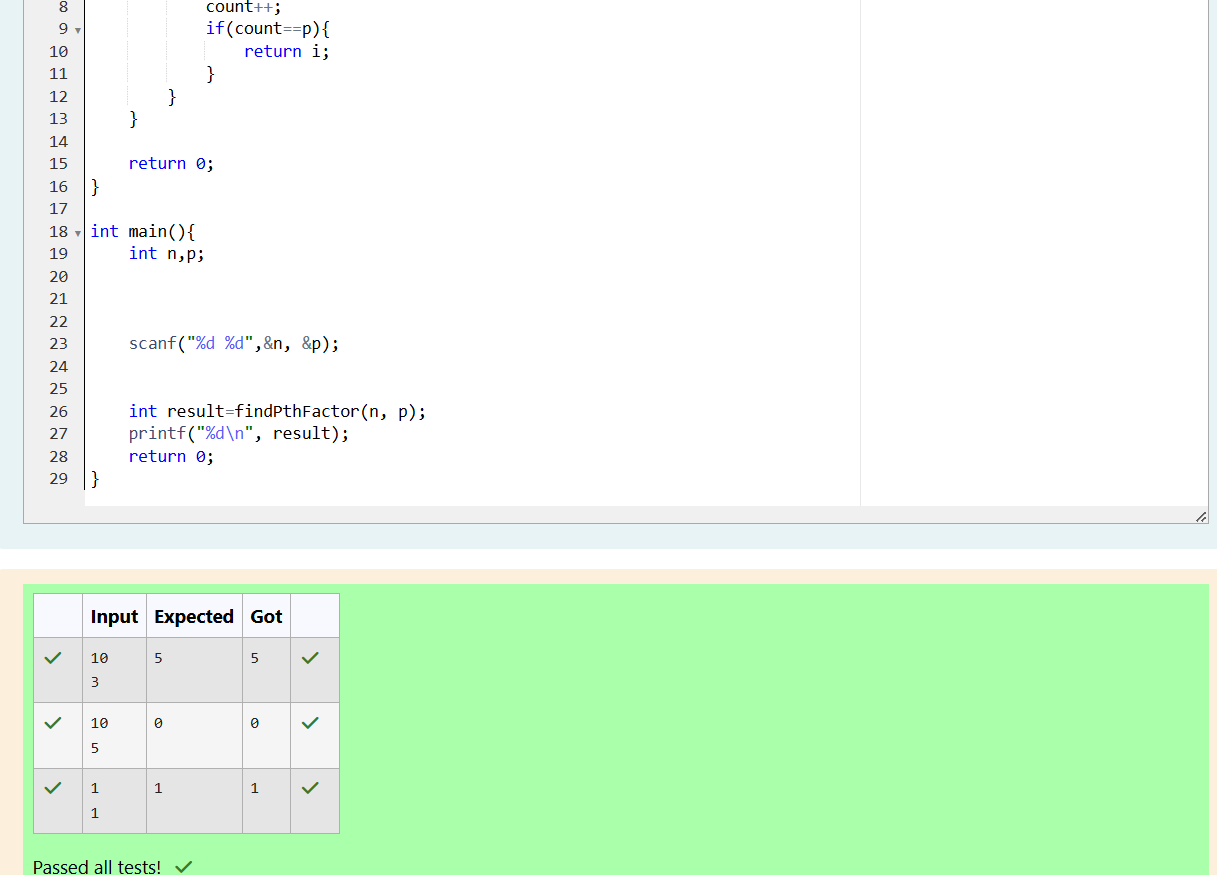 8 count++;
9 if(count==p){
10 return i;
11 }
12 }
13 }
14
15 return 0;
16 }
17
18 int main(){
19 int n,p;
20
21
22
23 scanf("%d %d",&n, &p);
24
25
26 int result=findPthFactor(n, p);
27 printf("%d\n", result);
28 return 0;
29 }
Input Expected Got
10 5 5
3
10 0 0
5
1 1 1
1
Passed all tests!